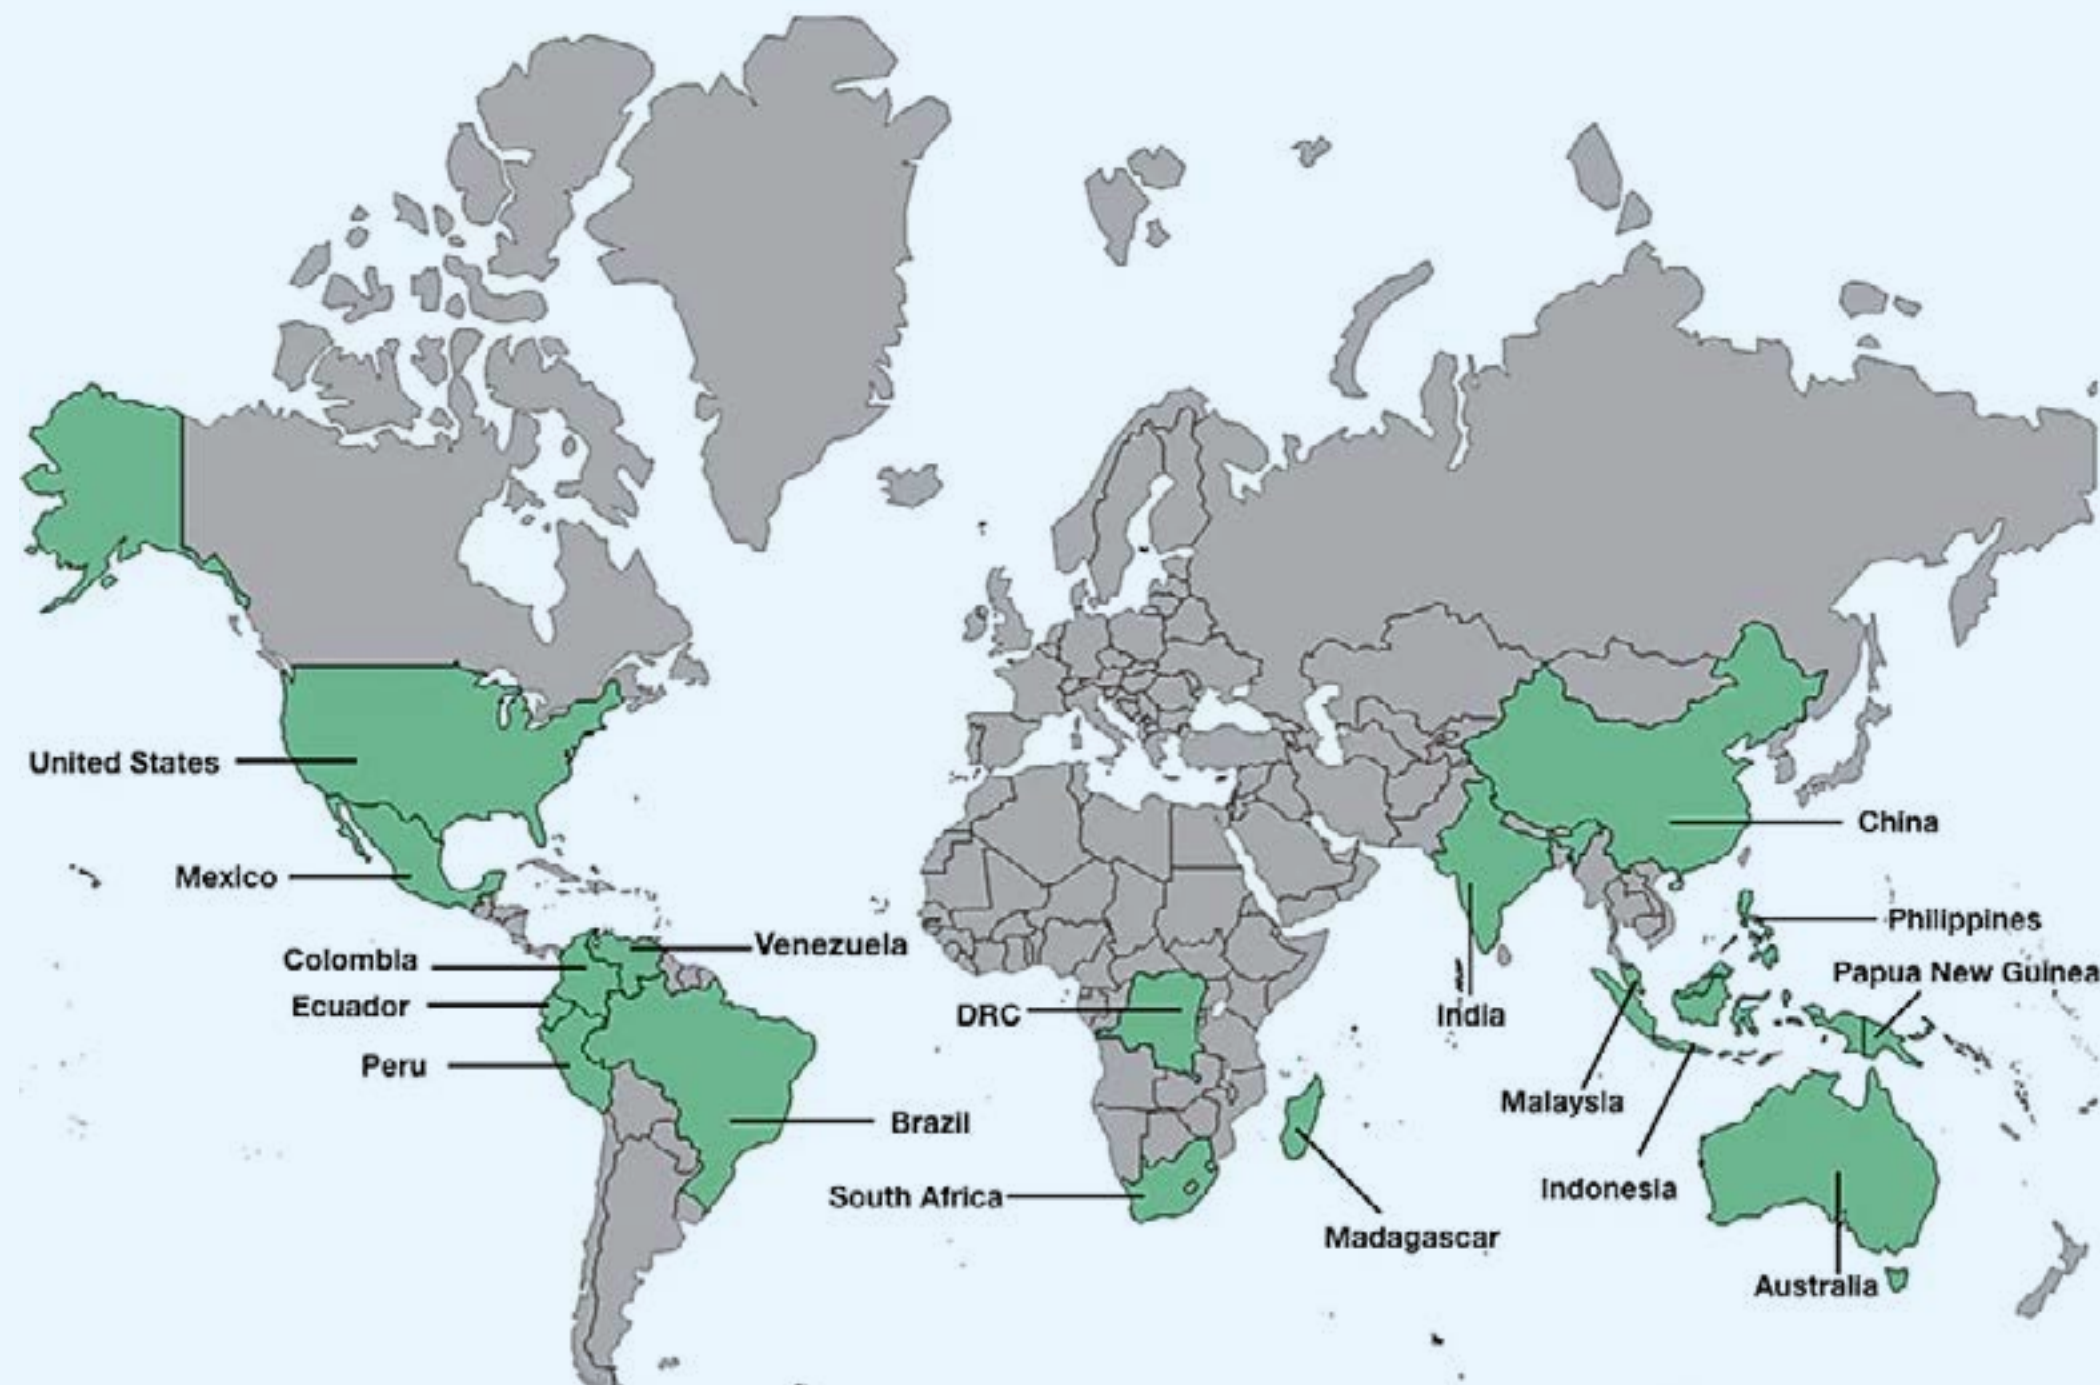 United States
China
Mexico
Philippines
Venezuela
Colombia
Papua New Guinea
Ecuador
DRC
India
Peru
Malaysia
Brazil
Indonesia
South Africa
Madagascar
Australia